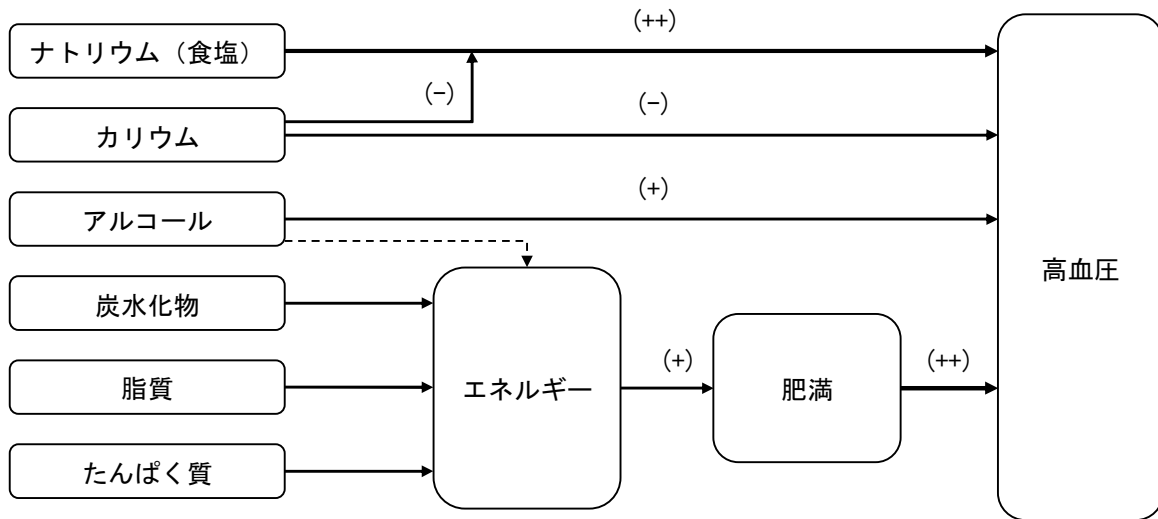 ナトリウム（食塩）
(++)
(−)
カリウム
(−)
アルコール
(+)
炭水化物
脂質
たんぱく質
エネルギー
(+)
肥満
(++)
高血圧